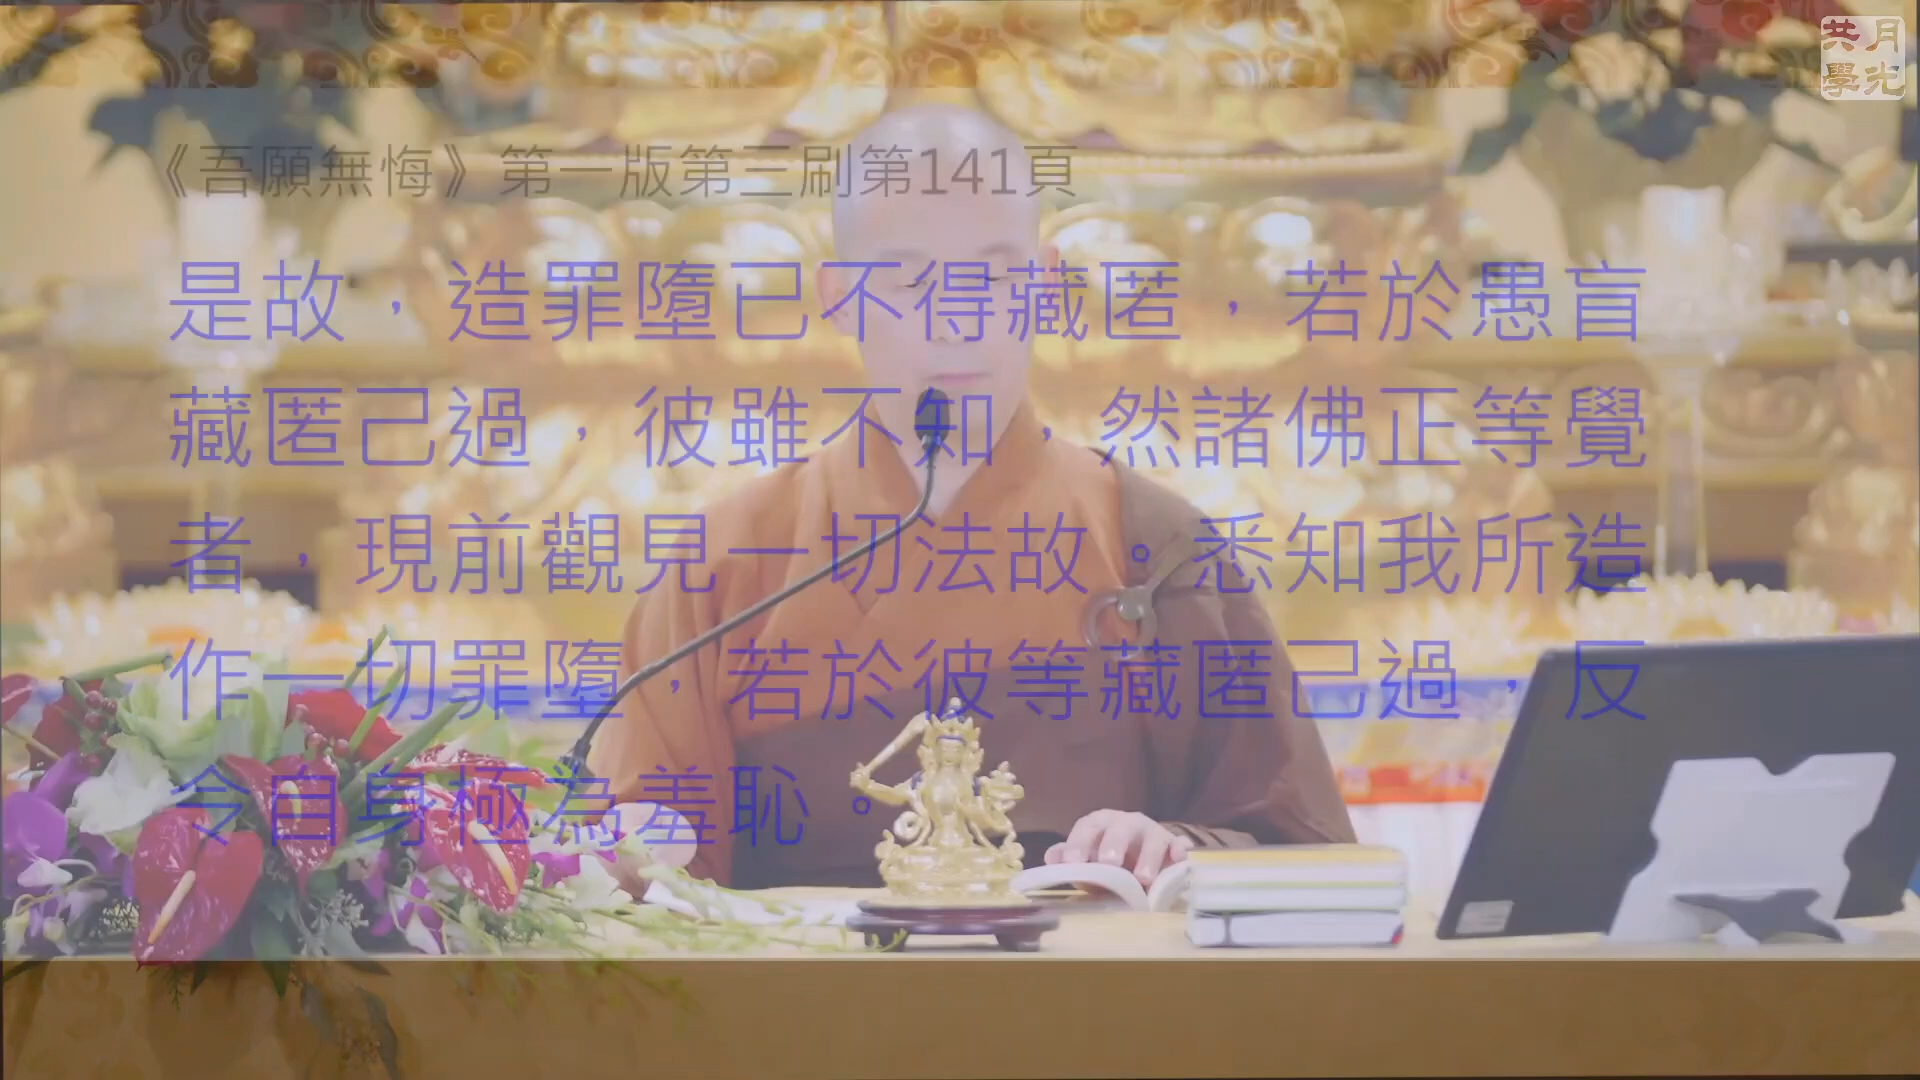 月光
共學
《吾願無悔》第一版第三刷第141頁
是故，造罪墮已不得藏匿，若於愚盲
藏匿己過，彼雖不知，然諸佛正等覺
者，現前觀見一切法故。悉知我所造
作一切罪墮，若於彼等藏匿己過，反
令自身極為羞恥。